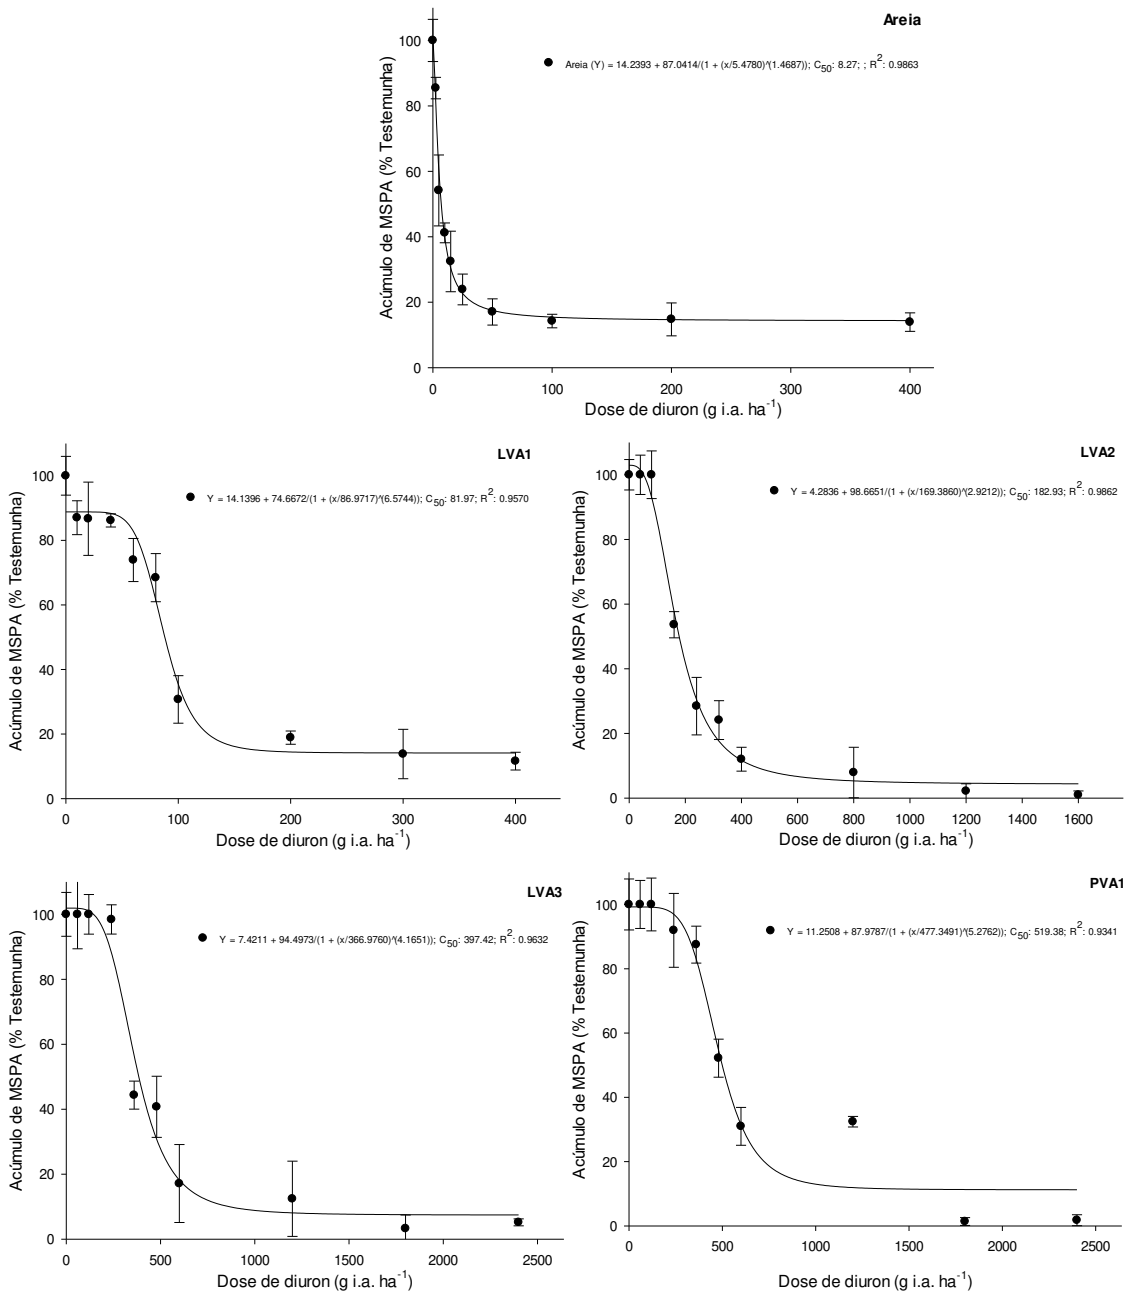 Areia
Areia (Y) = 14.2393 + 87.0414/(1 + (x/5.4780)^(1.4687)); C50: 8.27; ; R2: 0.9863
Acúmulo de MSPA (% Testemunha)
100
80
60
40
20
0
0 100 200 300 400
Dose de diuron (g i.a. ha-1)
LVA1
Y = 14.1396 + 74.6672/(1 + (x/86.9717)^(6.5744)); C50: 81.97; R2: 0.9570
Acúmulo de MSPA (% Testemunha)
100
80
60
40
20
0
0 100 200 300 400
Dose de diuron (g i.a. ha-1)
LVA2
Y = 4.2836 + 98.6651/(1 + (x/169.3860)^(2.9212)); C50: 182.93; R2: 0.9862
Acúmulo de MSPA (% Testemunha)
100
80
60
40
20
0
0 200 400 600 800 1000 1200 1400 1600
Dose de diuron (g i.a. ha-1)
LVA3
Y = 7.4211 + 94.4973/(1 + (x/366.9760)^(4.1651)); C50: 397.42; R2: 0.9632
Acúmulo de MSPA (% Testemunha)
100
80
60
40
20
0
0 500 1000 1500 2000 2500
Dose de diuron (g i.a. ha-1)
PVA1
Y = 11.2508 + 87.9787/(1 + (x/477.3491)^(5.2762)); C50: 519.38; R2: 0.9341
Acúmulo de MSPA (% Testemunha)
100
80
60
40
20
0
0 500 1000 1500 2000 2500
Dose de diuron (g i.a. ha-1)